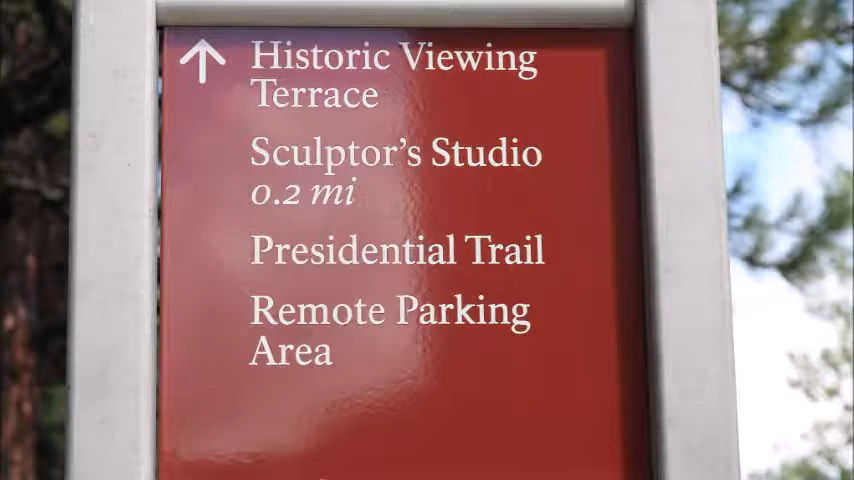 Historic Viewing
Terrace
Sculptor's Studio
0.2 mi
Presidential Trail
Remote Parking
Area